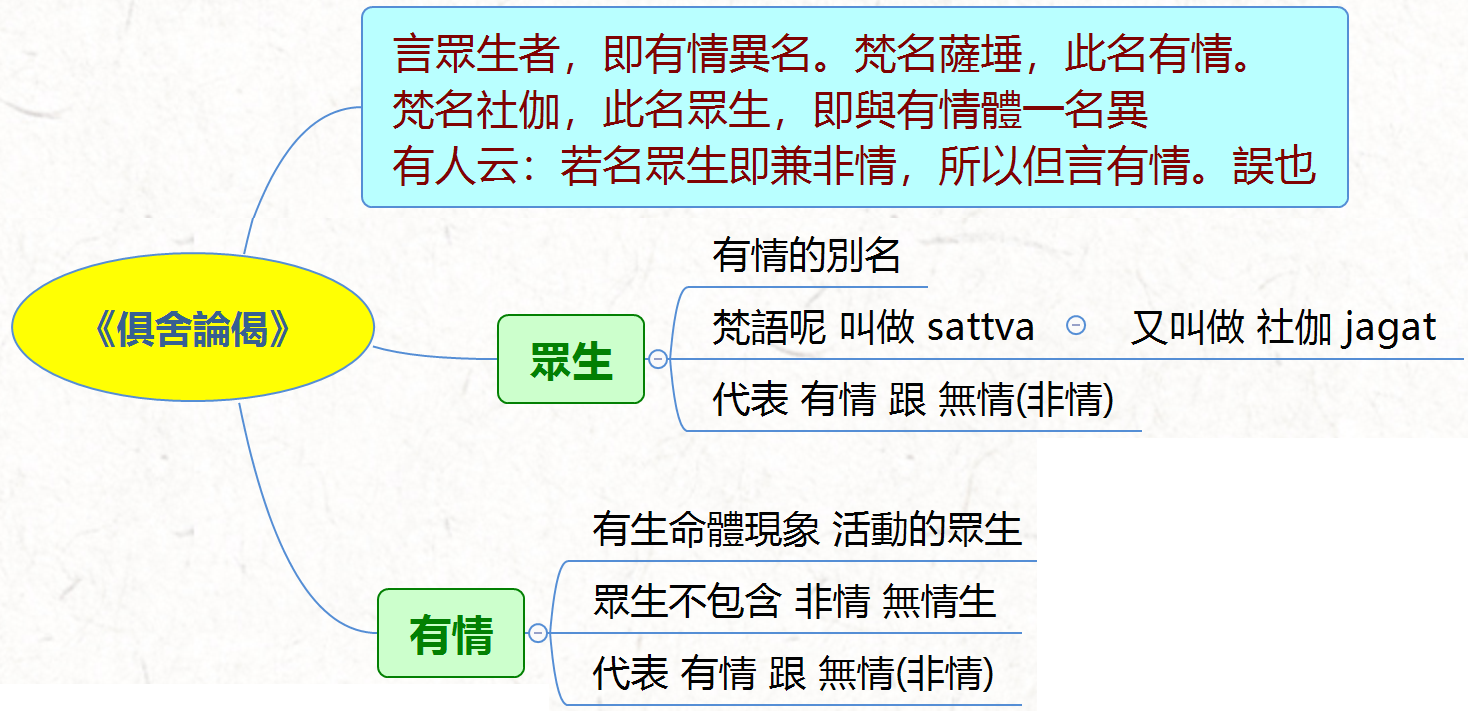 言眾生者，即有情異名。梵名薩埵，此名有情。
梵名社伽，此名眾生，即與有情體一名異
有人云：若名眾生即兼非情，所以但言有情。誤也
《俱舍論偈》
眾生
有情的別名
梵語呢 叫做 sattva
又叫做 社伽 jagat
代表 有情 跟 無情(非情)
有情
有生命體現象 活動的眾生
眾生不包含 非情 無情生
代表 有情 跟 無情(非情)